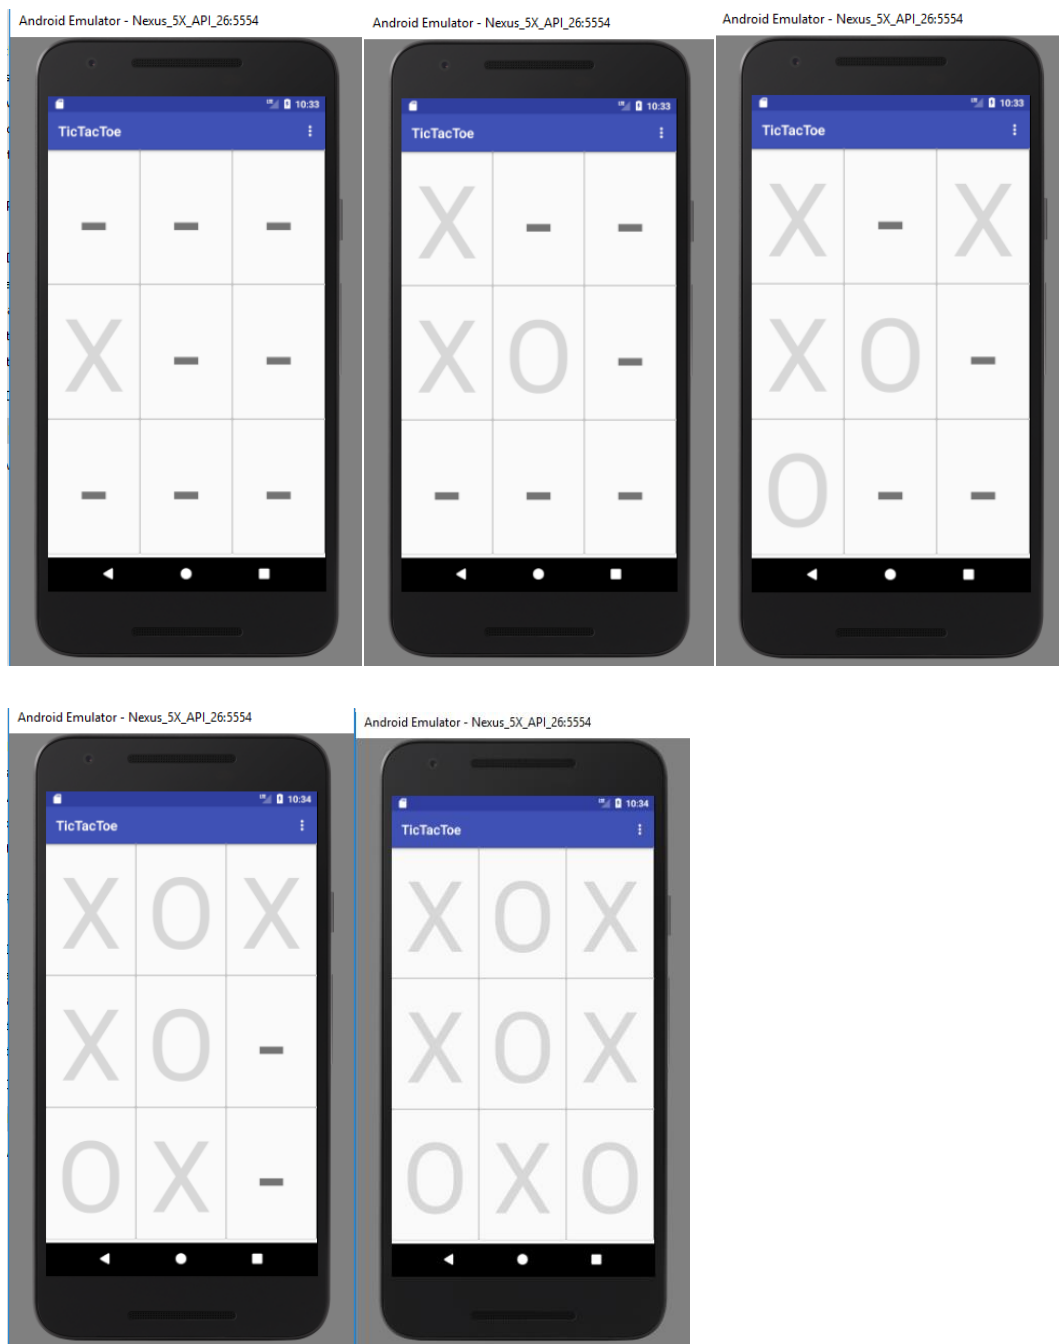 Android Emulator - Nexus_5X_API_26:5554
10:33
TicTacToe
- - -
X - -
- - -
Android Emulator - Nexus_5X_API_26:5554
10:33
TicTacToe
X - -
X O -
- - -
Android Emulator - Nexus_5X_API_26:5554
10:33
TicTacToe
X - X
X O -
O - -
Android Emulator - Nexus_5X_API_26:5554
10:34
TicTacToe
X O X
X O -
O X -
Android Emulator - Nexus_5X_API_26:5554
10:34
TicTacToe
X O X
X O X
O X O